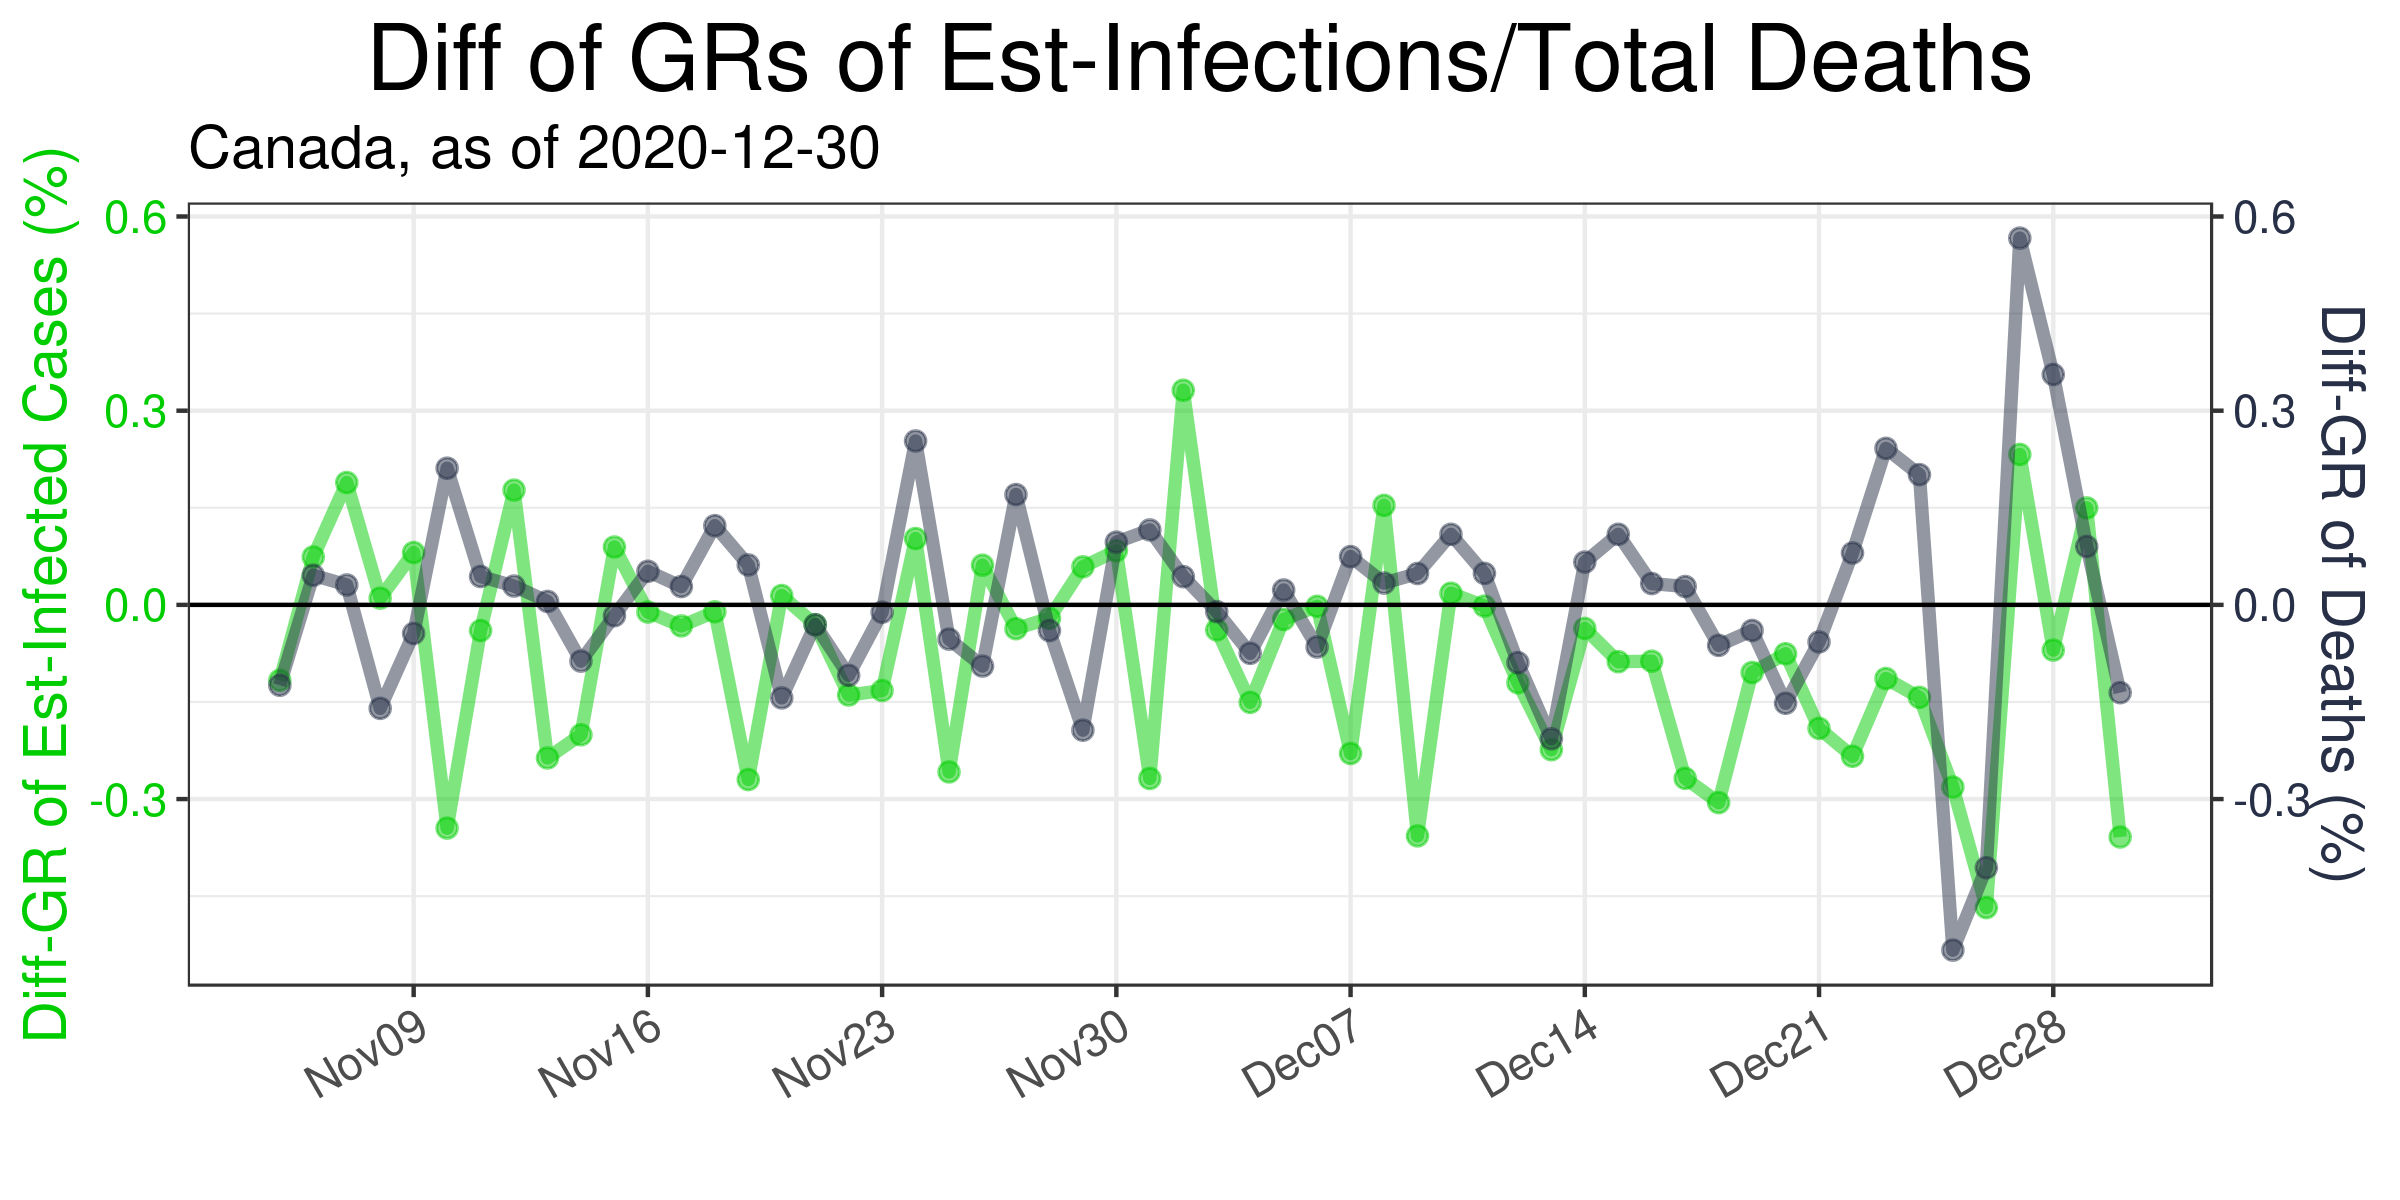 Diff of GRs of Est-Infections/Total Deaths
Canada, as of 2020-12-30
Diff-GR of Est-Infected Cases (%)
0.6
0.3
0.0
-0.3
0.6
0.3
0.0
-0.3
Diff-GR of Deaths (%)
Nov09
Nov16
Nov23
Nov30
Dec07
Dec14
Dec21
Dec28